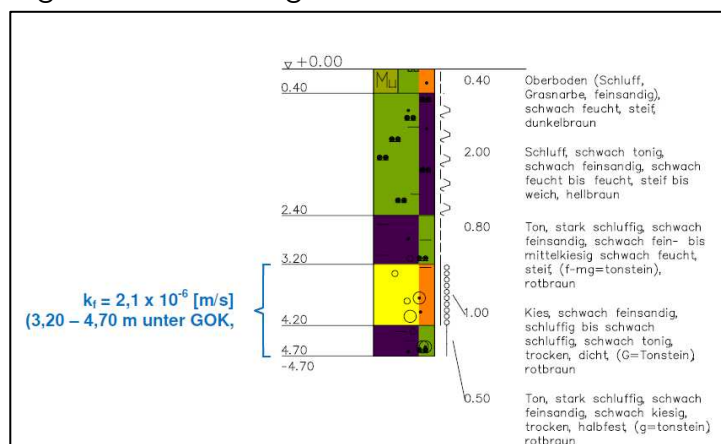 +0.00
Mu
0.40
0.40
Oberboden (Schluff,
Grasnarbe, feinsandig),
schwach feucht, steif,
dunkelbraun
2.00
Schluff, schwach tonig,
schwach feinsandig, schwach
feucht bis feucht, steif bis
weich, hellbraun
2.40
0.80
Ton, stark schluffig, schwach
feinsandig, schwach fein- bis
mittelkiesig schwach feucht,
steif, (f-mg=tonstein),
rotbraun
3.20
kf = 2,1 x 10-6 [m/s]
(3,20 – 4,70 m unter GOK,
1.00
Kies, schwach feinsandig,
schluffig bis schwach
schluffig, schwach tonig,
trocken, dicht, (G=Tonstein)
rotbraun
4.20
4.70
-4.70
0.50
Ton, stark schluffig, schwach
feinsandig, schwach kiesig,
trocken, halbfest, (g=tonstein)
rotbraun